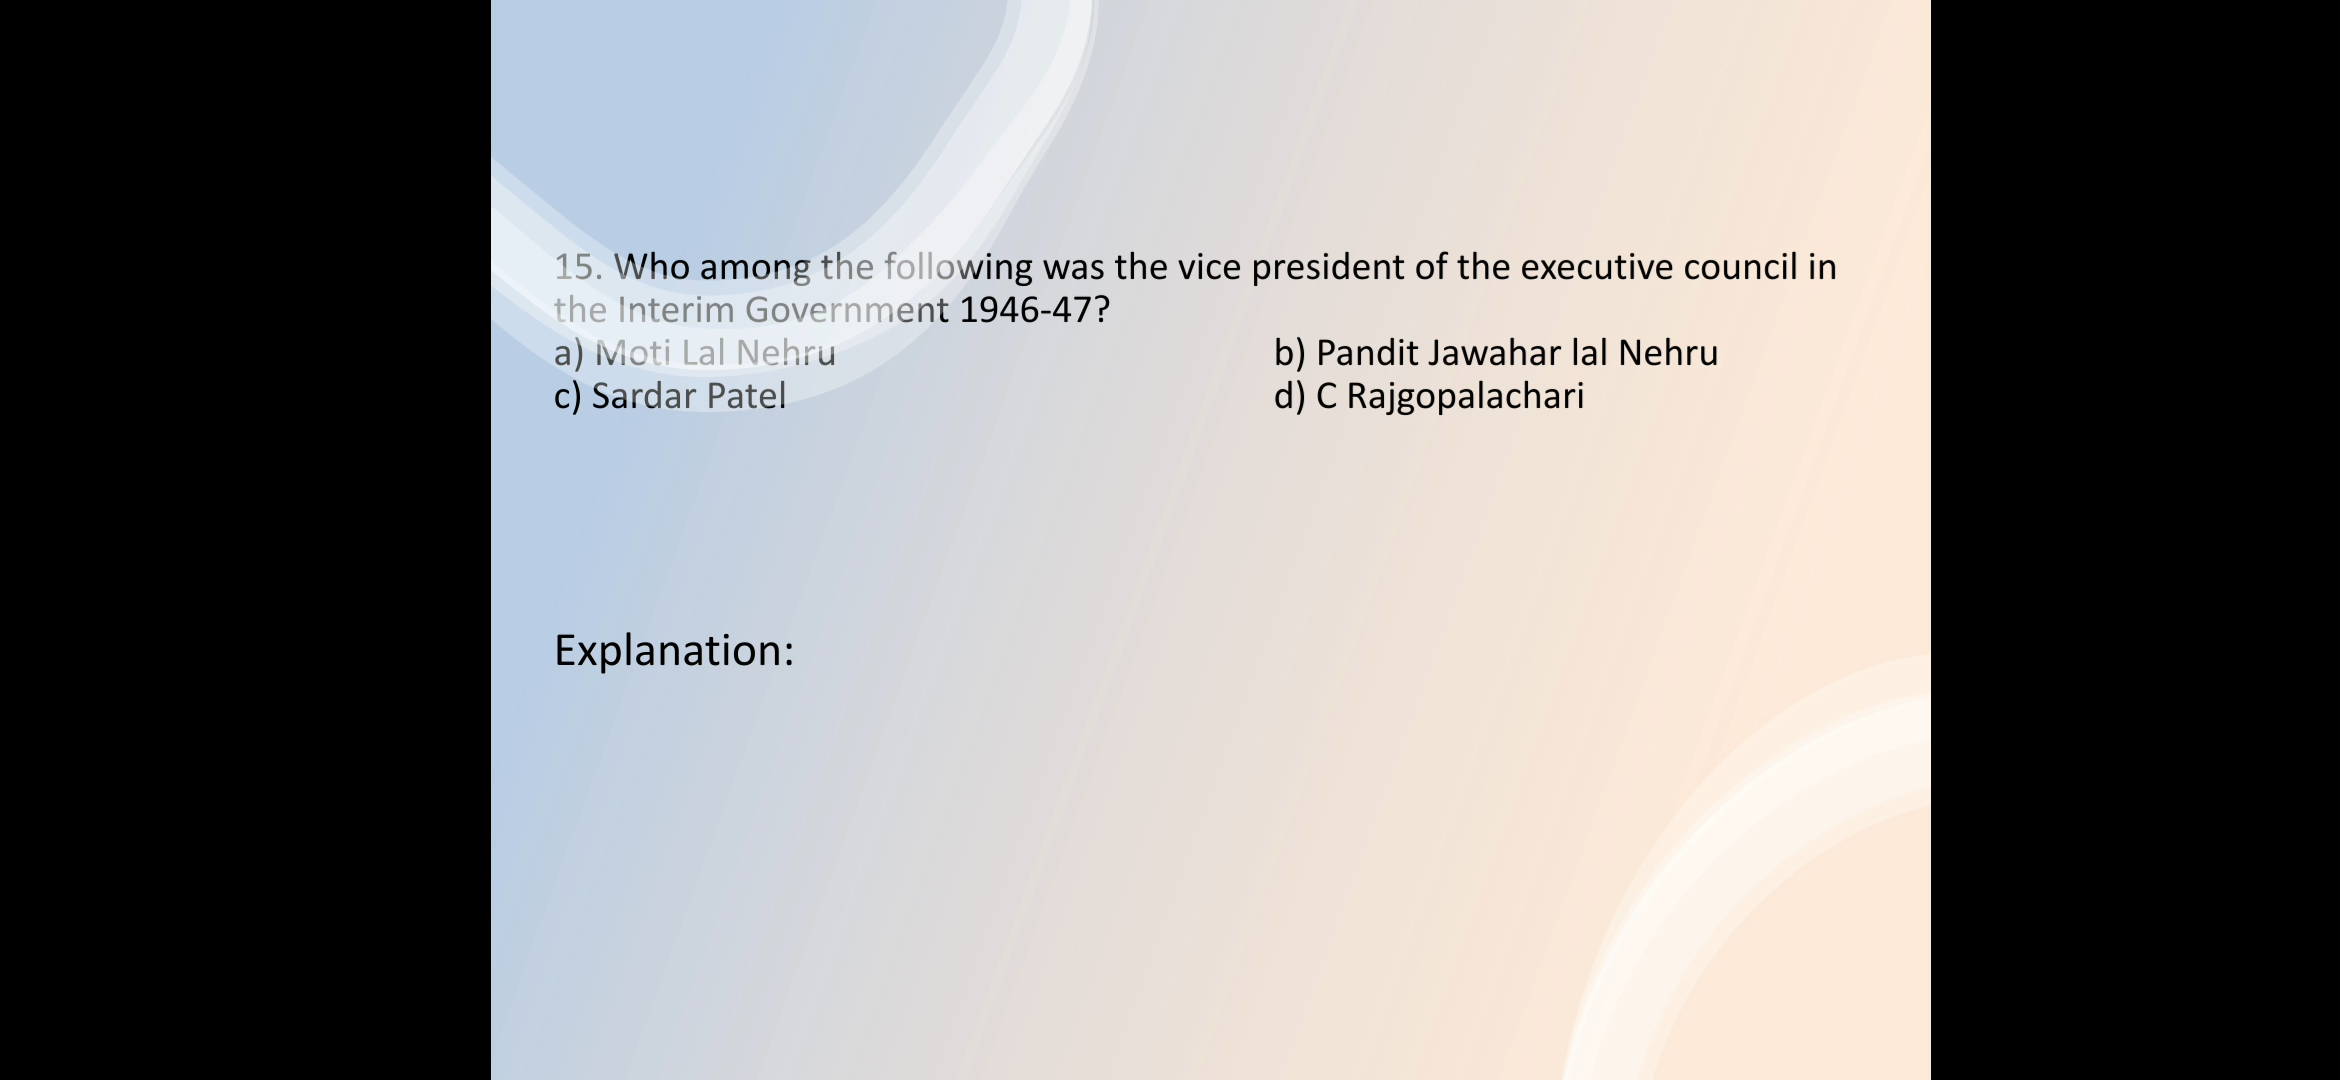 15. Who among the following was the vice president of the executive council in
the Interim Government 1946-47?
a) Moti Lal Nehru b) Pandit Jawahar lal Nehru
c) Sardar Patel d) C Rajgopalachari
Explanation: